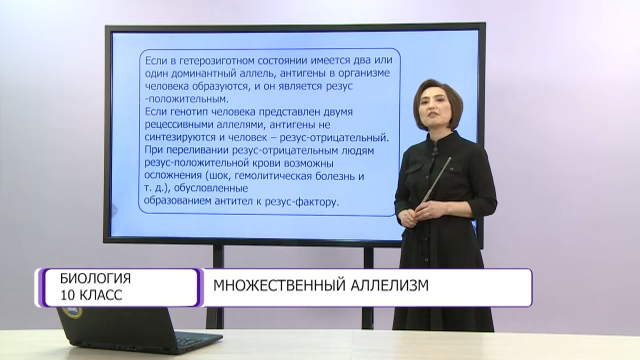 Если в гетерозиготном состоянии имеется два или
один доминантный аллель, антигены в организме
человека образуются, и он является резус
-положительным.
Если генотип человека представлен двумя
рецессивными аллелями, антигены не
синтезируются и человек – резус-отрицательный.
При переливании резус-отрицательным людям
резус-положительной крови возможны
осложнения (шок, гемолитическая болезнь и
т. д.), обусловленные
образованием антител к резус-фактору.
БИОЛОГИЯ
10 КЛАСС
МНОЖЕСТВЕННЫЙ АЛЛЕЛИЗМ